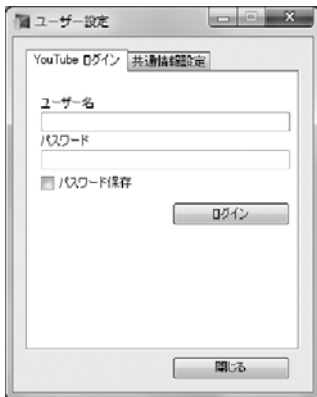 ユーザー設定
YouTube ログイン 共通情報設定
ユーザー名
パスワード
パスワード保存
ログイン
閉じる